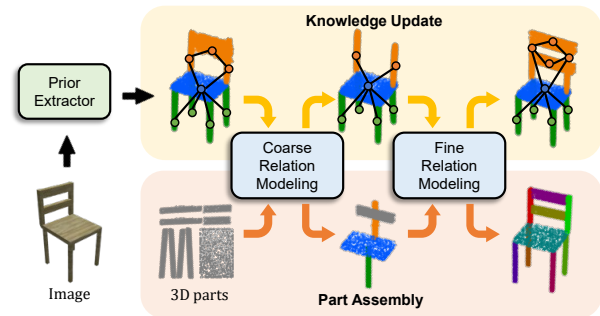 Knowledge Update
Prior
Extractor
Coarse
Relation
Modeling
Fine
Relation
Modeling
Image
3D parts
Part Assembly